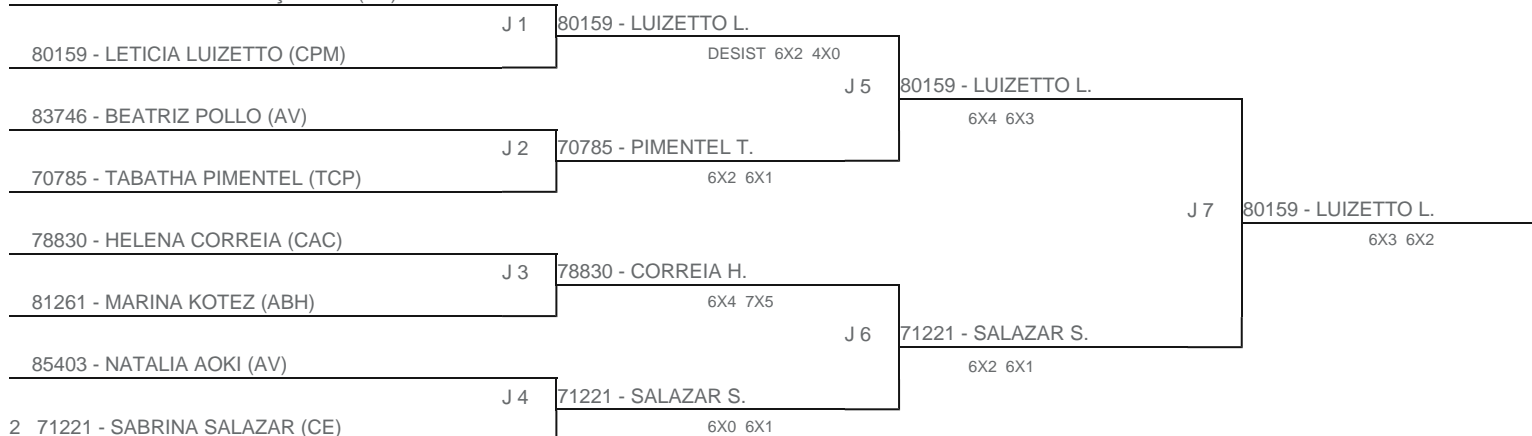 J 1
80159 - LUIZETTO L.
80159 - LETICIA LUIZETTO (CPM)
DESIST 6X2 4X0
J 5
80159 - LUIZETTO L.
83746 - BEATRIZ POLLO (AV)
6X4 6X3
J 2
70785 - PIMENTEL T.
70785 - TABATHA PIMENTEL (TCP)
6X2 6X1
J 7
80159 - LUIZETTO L.
78830 - HELENA CORREIA (CAC)
6X3 6X2
J 3
78830 - CORREIA H.
81261 - MARINA KOTEZ (ABH)
6X4 7X5
J 6
71221 - SALAZAR S.
85403 - NATALIA AOKI (AV)
6X2 6X1
J 4
71221 - SALAZAR S.
2 71221 - SABRINA SALAZAR (CE)
6X0 6X1